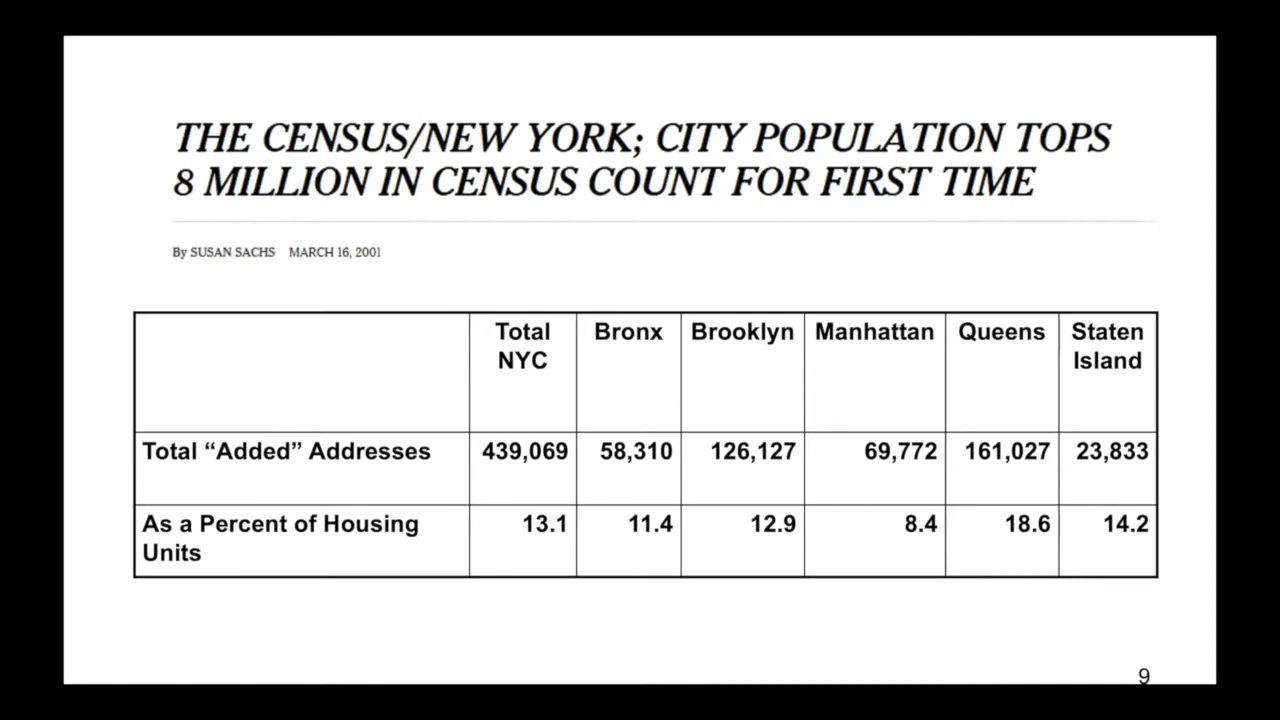 THE CENSUS/NEW YORK; CITY POPULATION TOPS
8 MILLION IN CENSUS COUNT FOR FIRST TIME
By SUSAN SACHS MARCH 16, 2001
Total NYC Bronx Brooklyn Manhattan Queens Staten Island
Total “Added” Addresses 439,069 58,310 126,127 69,772 161,027 23,833
As a Percent of Housing Units 13.1 11.4 12.9 8.4 18.6 14.2
9